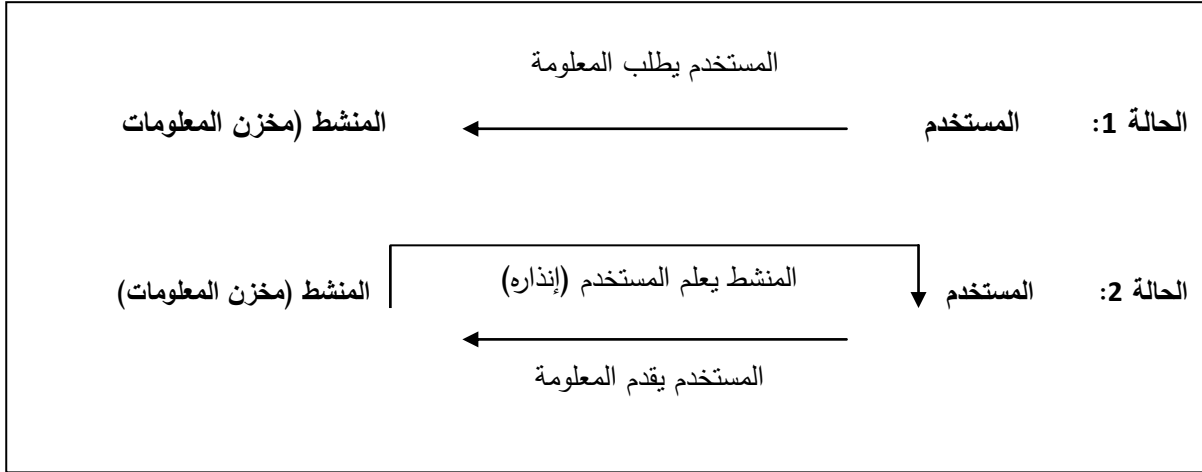 المستخدم يطلب المعلومة
الحالة 1: المستخدم المنشط (مخزن المعلومات
المنشط يعلم المستخدم (إنذاره)
الحالة 2: المستخدم المنشط (مخزن المعلومات)
المستخدم يقدم المعلومة